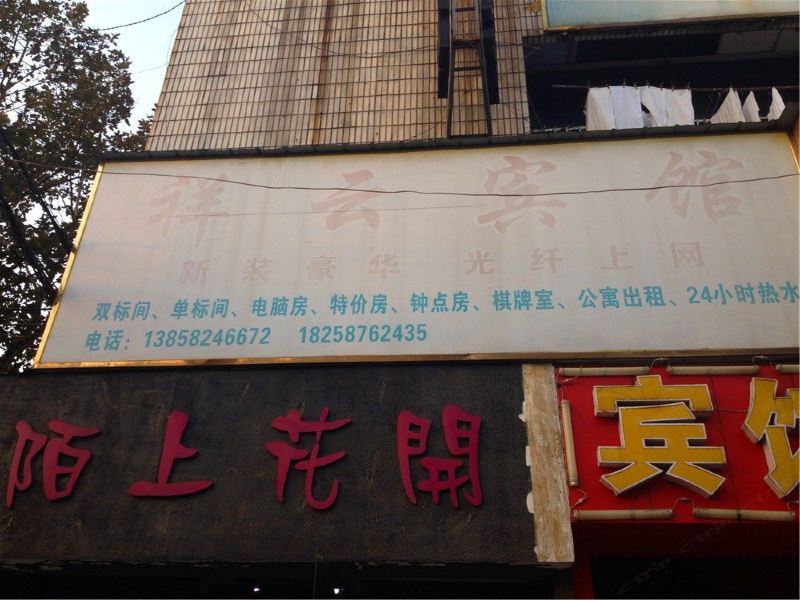 祥云宾馆
新装豪华 光纤上网
双标间、单标间、电脑房、特价房、钟点房、棋牌室、公寓出租、24小时热水
电话：13858246672 18258762435
陌上花開
宾馆